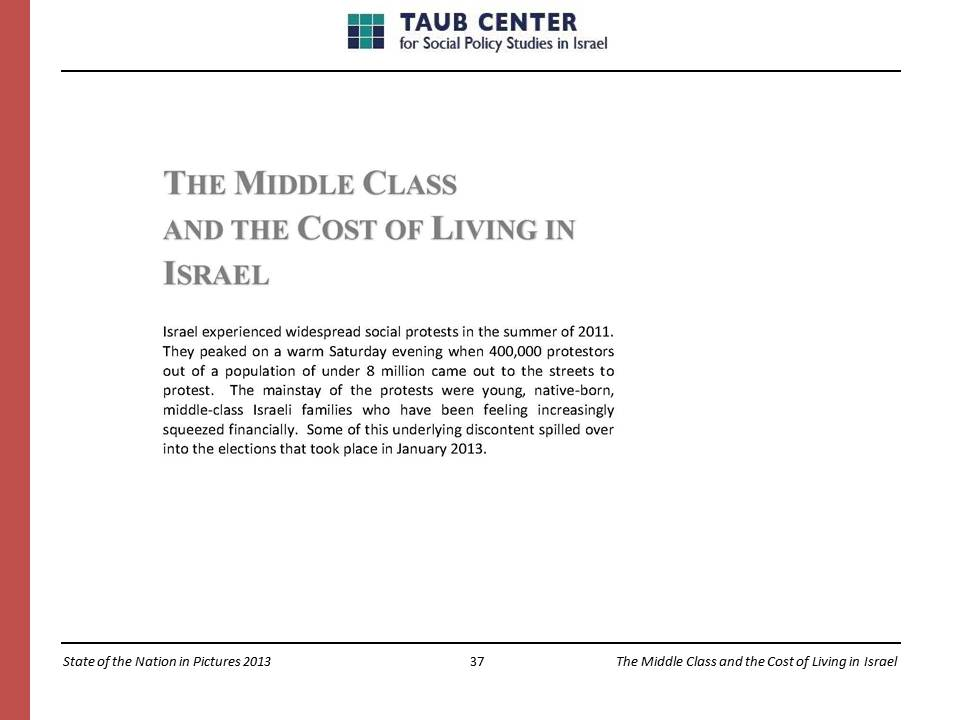 TAUB CENTER
for Social Policy Studies in Israel
THE MIDDLE CLASS
AND THE COST OF LIVING IN
ISRAEL
Israel experienced widespread social protests in the summer of 2011.
They peaked on a warm Saturday evening when 400,000 protestors
out of a population of under 8 million came out to the streets to
protest. The mainstay of the protests were young, native-born,
middle-class Israeli families who have been feeling increasingly
squeezed financially. Some of this underlying discontent spilled over
into the elections that took place in January 2013.
State of the Nation in Pictures 2013
37
The Middle Class and the Cost of Living in Israel